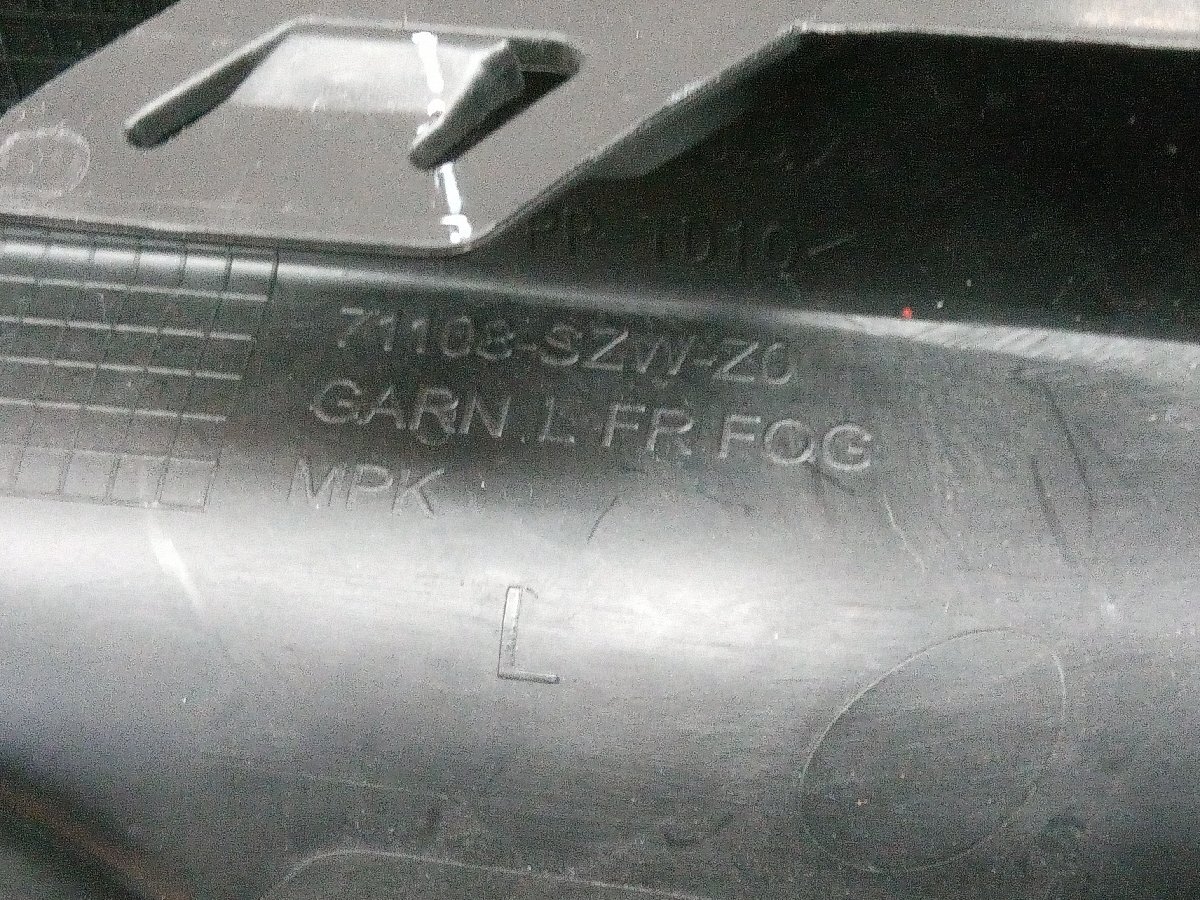 71108-SZW-Z0
GARN.L FR.FOG
MPK
L